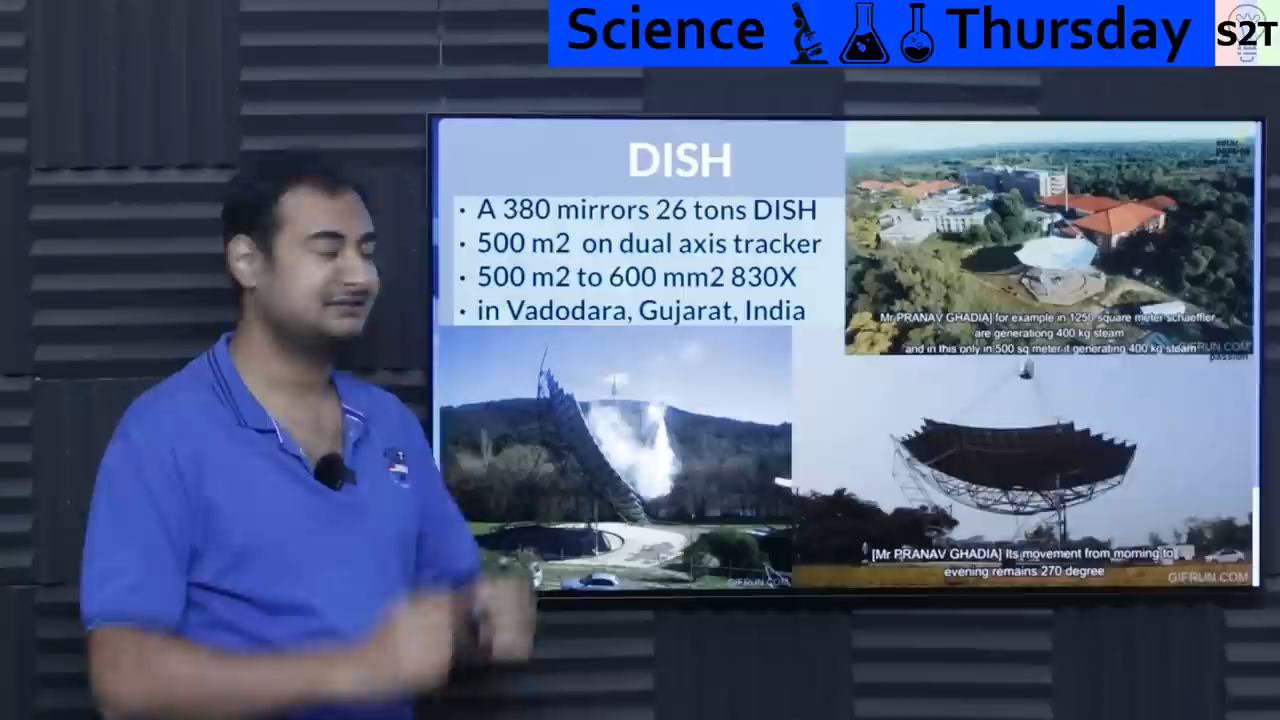 Science Thursday
S2T
DISH
· A 380 mirrors 26 tons DISH
· 500 m2 on dual axis tracker
· 500 m2 to 600 mm2 830X
· in Vadodara, Gujarat, India
Mr PRANAV GHADIA] for example in 1250 square meter schaeffler
are generationg 400 kg steam
and in this only in 500 sq meter it generating 400 kg steam
GIFRUN.COM
passion
GIFRUN.COM
[Mr PRANAV GHADIA] Its movement from morning to
evening remains 270 degree
GIFRUN.COM